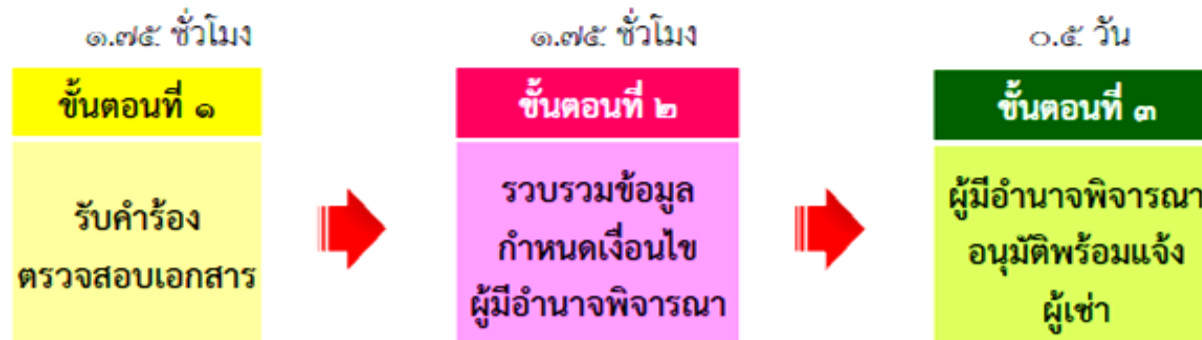 ๑.๗๕ ชั่วโมง
ขั้นตอนที่ ๑
รับคำร้อง
ตรวจสอบเอกสาร
๑.๗๕ ชั่วโมง
ขั้นตอนที่ ๒
รวบรวมข้อมูล
กำหนดเงื่อนไข
ผู้มีอำนาจพิจารณา
๐.๕ วัน
ขั้นตอนที่ ๓
ผู้มีอำนาจพิจารณา
อนุมัติพร้อมแจ้ง
ผู้เช่า